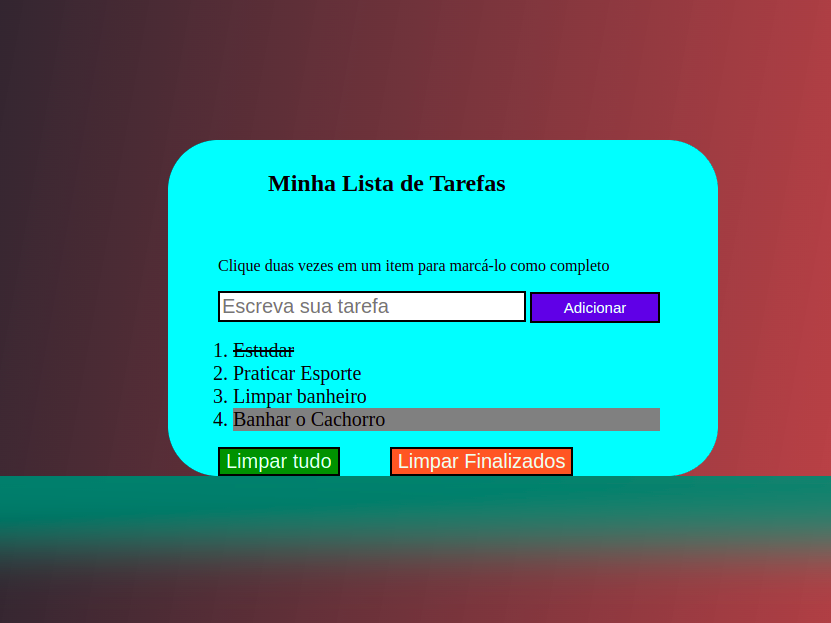 Minha Lista de Tarefas
Clique duas vezes em um item para marcá-lo como completo
Escreva sua tarefa
Adicionar
1. Estudar
2. Praticar Esporte
3. Limpar banheiro
4. Banhar o Cachorro
Limpar tudo
Limpar Finalizados